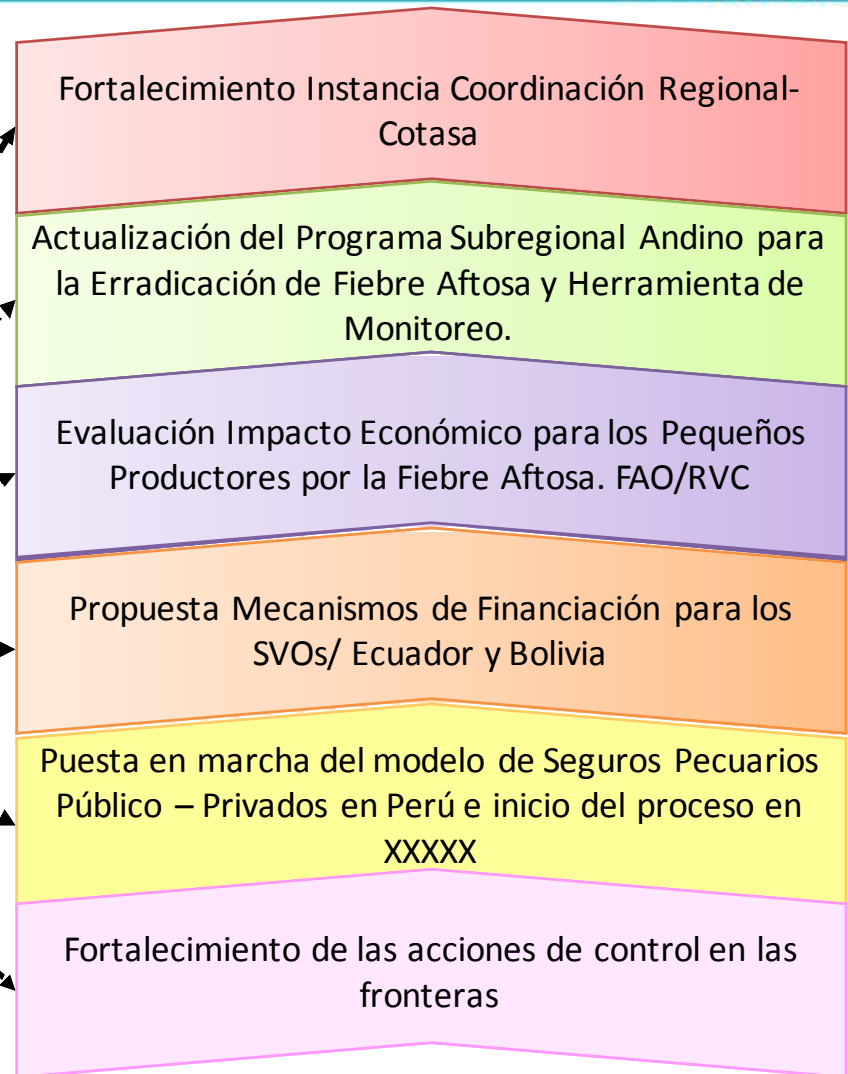 Fortalecimiento Instancia Coordinación Regional-
Cotasa
Actualización del Programa Subregional Andino para
la Erradicación de Fiebre Aftosa y Herramienta de
Monitoreo.
Evaluación Impacto Económico para los Pequeños
Productores por la Fiebre Aftosa. FAO/RVC
Propuesta Mecanismos de Financiación para los
SVOs/ Ecuador y Bolivia
Puesta en marcha del modelo de Seguros Pecuarios
Público – Privados en Perú e inicio del proceso en
XXXXX
Fortalecimiento de las acciones de control en las
fronteras